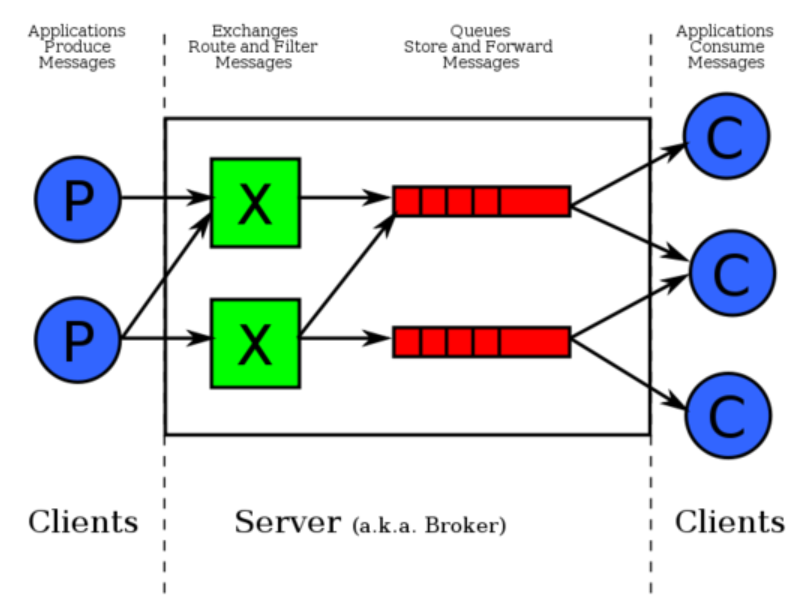 Applications
Produce
Messages
Exchanges
Route and Filter
Messages
Queues
Store and Forward
Messages
Applications
Consume
Messages
P
X
C
P
X
C
C
Clients
Server (a.k.a. Broker)
Clients